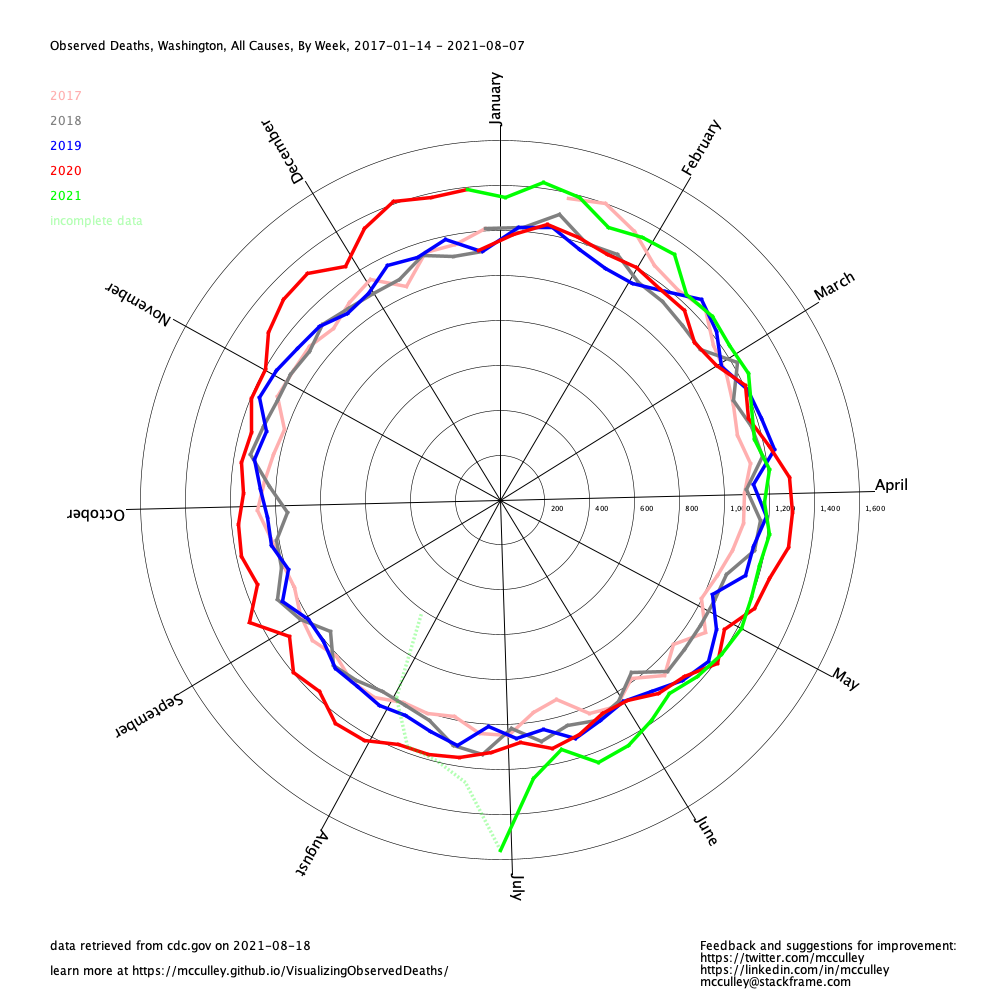 Observed Deaths, Washington, All Causes, By Week, 2017-01-14 - 2021-08-07
2017
2018
2019
2020
2021
incomplete data
January
February
March
April
May
June
July
August
September
October
November
December
200
400
600
800
1,000
1,200
1,400
1,600
data retrieved from cdc.gov on 2021-08-18
learn more at https://mcculley.github.io/VisualizingObservedDeaths/
Feedback and suggestions for improvement:
https://twitter.com/mcculley
https://linkedin.com/in/mcculley
mcculley@stackframe.com